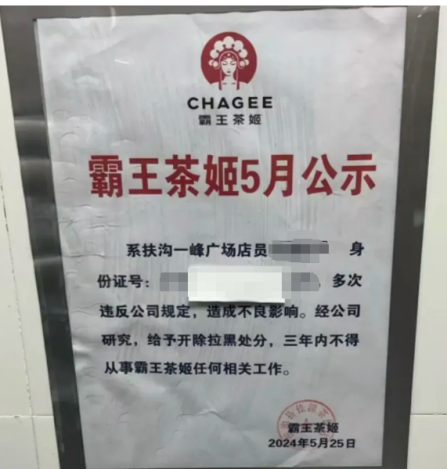 CHAGEE
霸王茶姬
霸王茶姬5月公示
系扶沟一峰广场店员 身
份证号: 多次
违反公司规定，造成不良影响。经公司
研究，给予开除拉黑处分，三年内不得
从事霸王茶姬任何相关工作。
霸王茶姬
2024年5月25日